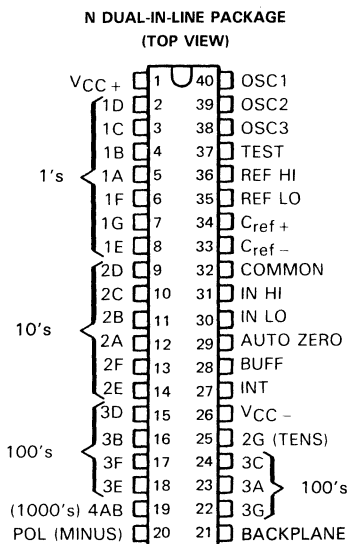 N DUAL-IN-LINE PACKAGE
(TOP VIEW)
VCC + 1 40 OSC1
1D 2 39 OSC2
1C 3 38 OSC3
1B 4 37 TEST
1's 1A 5 36 REF HI
1F 6 35 REF LO
1G 7 34 Cref +
1E 8 33 Cref −
2D 9 32 COMMON
2C 10 31 IN HI
2B 11 30 IN LO
10's 2A 12 29 AUTO ZERO
2F 13 28 BUFF
2E 14 27 INT
3D 15 26 VCC −
3B 16 25 2G (TENS)
100's 3F 17 24 3C
3E 18 23 3A 100's
(1000's) 4AB 19 22 3G
POL (MINUS) 20 21 BACKPLANE